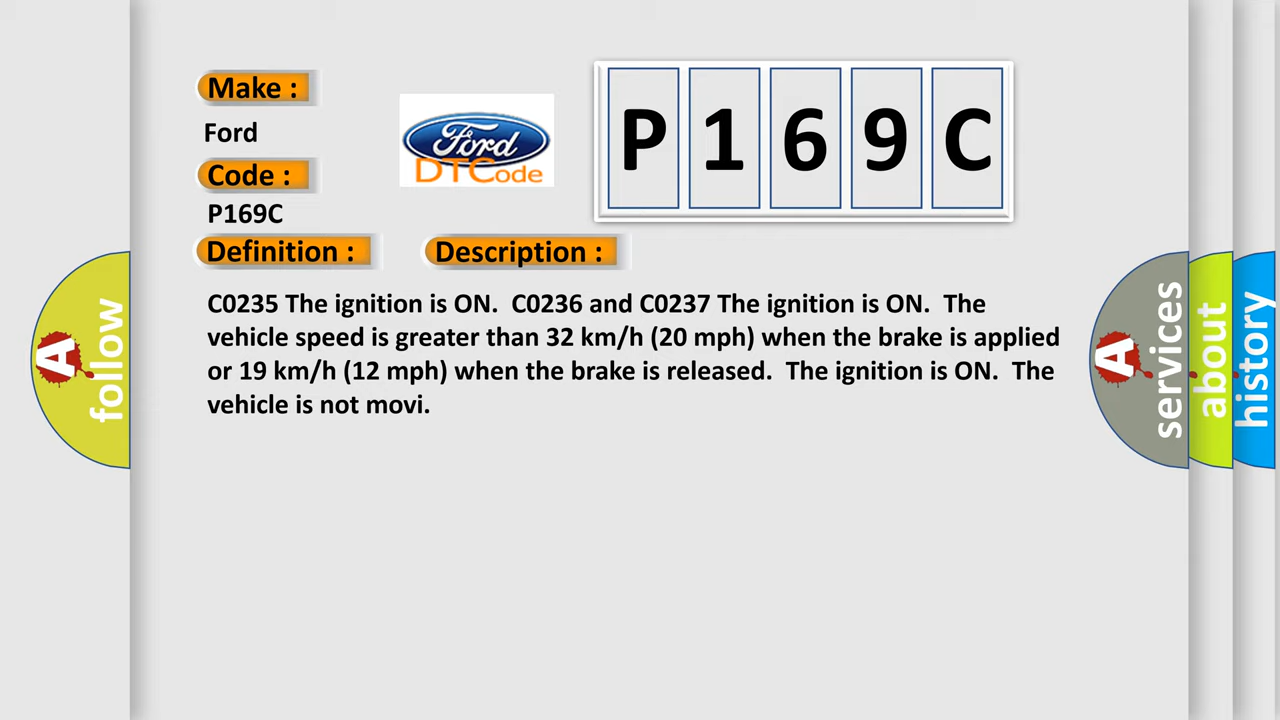 Make :
Ford
Code :
P169C
Definition :
Description :
Ford
DTCode
P169C
C0235 The ignition is ON. C0236 and C0237 The ignition is ON. The
vehicle speed is greater than 32 km/h (20 mph) when the brake is applied
or 19 km/h (12 mph) when the brake is released. The ignition is ON. The
vehicle is not movi.
A follow
A services
about
history